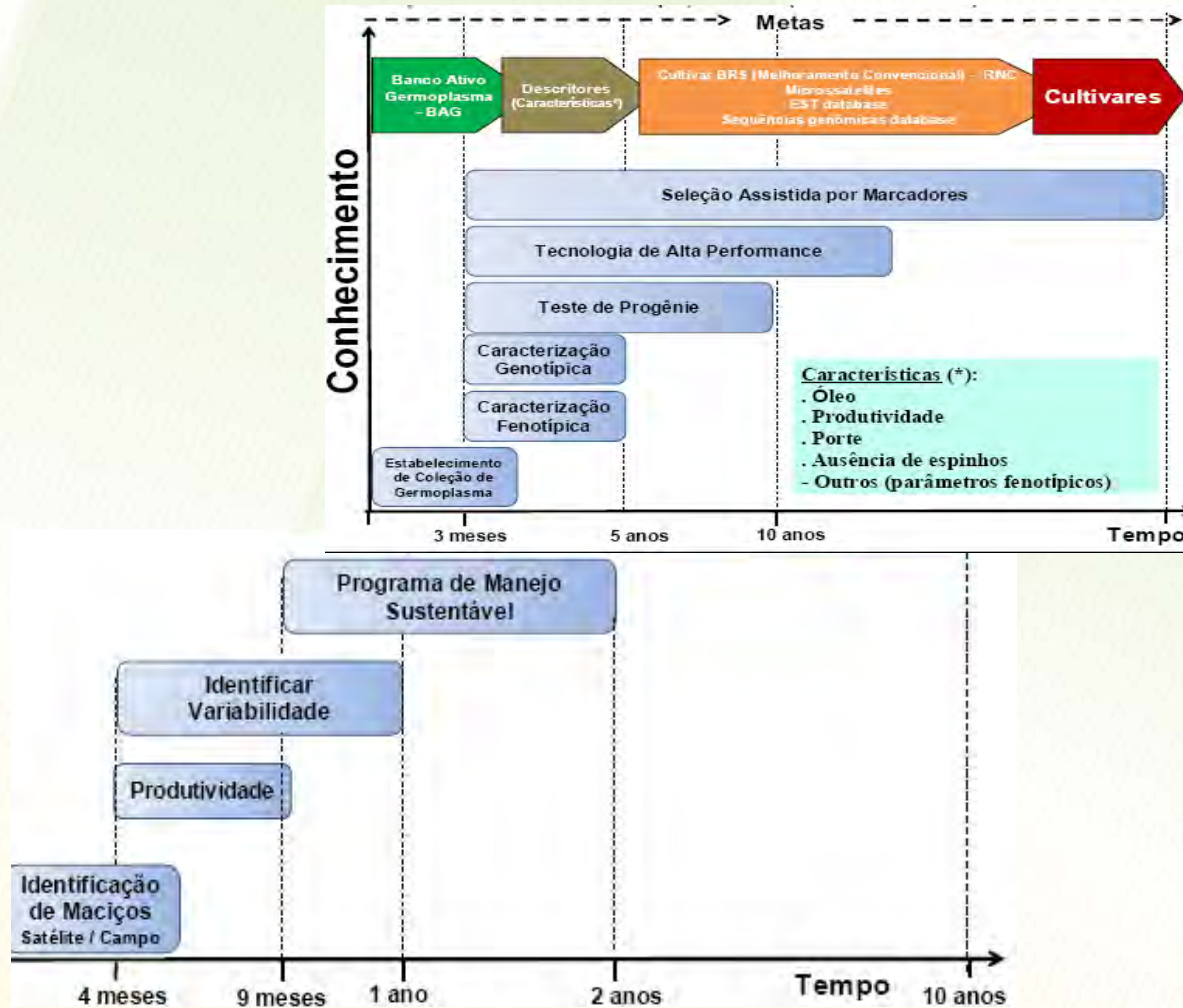 Metas
Banco Ativo
Germoplasma
– BAG
Descritores
(Características*)
Cultivar BRS (Melhoramento Convencional) – RNC
Microssatélites
EST database
Sequências genômicas database
Cultivares
Conhecimento
Seleção Assistida por Marcadores
Tecnologia de Alta Performance
Teste de Progênie
Caracterização
Genotípica
Caracterização
Fenotípica
Estabelecimento
de Coleção de
Germoplasma
Características (*):
. Óleo
. Produtividade
. Porte
. Ausência de espinhos
- Outros (parâmetros fenotípicos)
3 meses
5 anos
10 anos
Tempo
Programa de Manejo
Sustentável
Identificar
Variabilidade
Produtividade
Identificação
de Maciços
Satélite / Campo
4 meses
9 meses
1 ano
2 anos
Tempo
10 anos